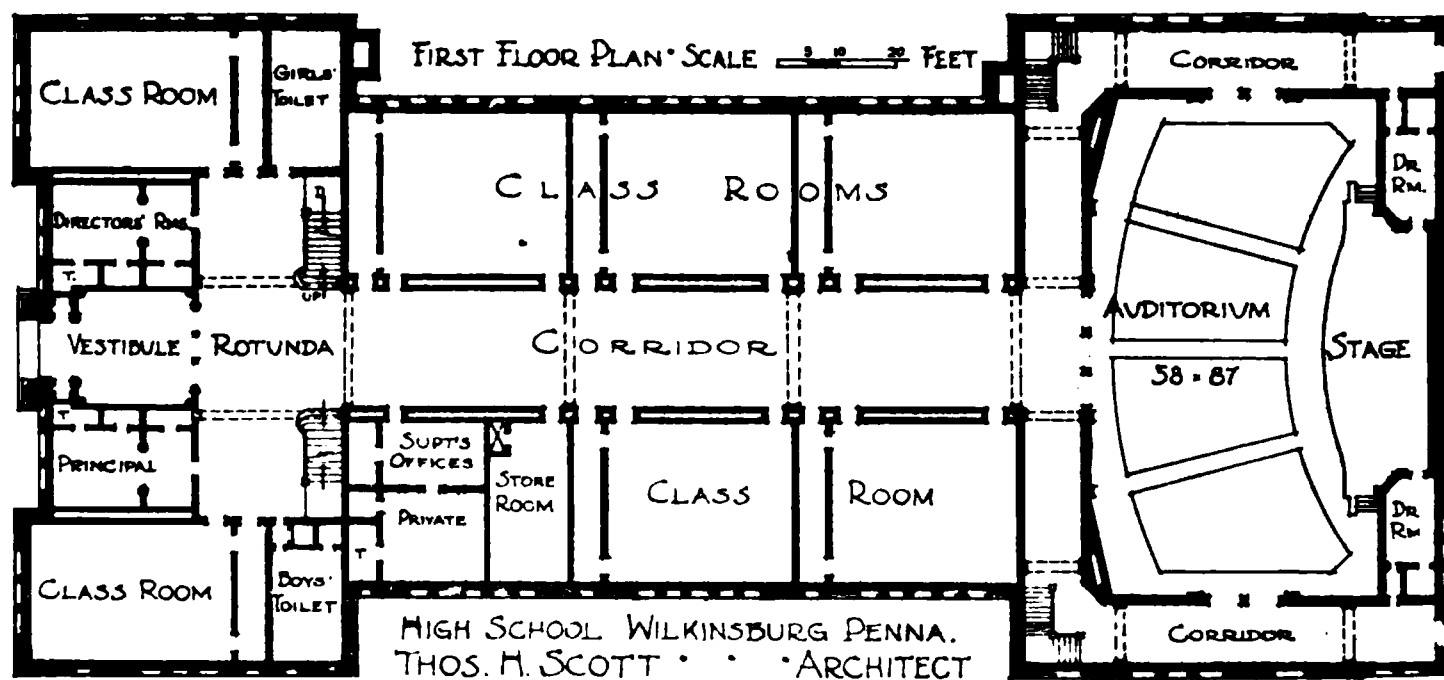 FIRST FLOOR PLAN · SCALE 5 10 20 FEET
CORRIDOR
CLASS ROOM
GIRLS'
TOILET
DR
RM.
CLASS ROOMS
DIRECTORS' RMS.
T.
UP
D
VESTIBULE
ROTUNDA
CORRIDOR
AUDITORIUM
58 × 87
STAGE
T
PRINCIPAL
SUPT'S
OFFICES
STORE
ROOM
PRIVATE
T
CLASS ROOM
DR
RM
CLASS ROOM
BOYS'
TOILET
CORRIDOR
HIGH SCHOOL WILKINSBURG PENNA.
THOS. H. SCOTT · · · ARCHITECT